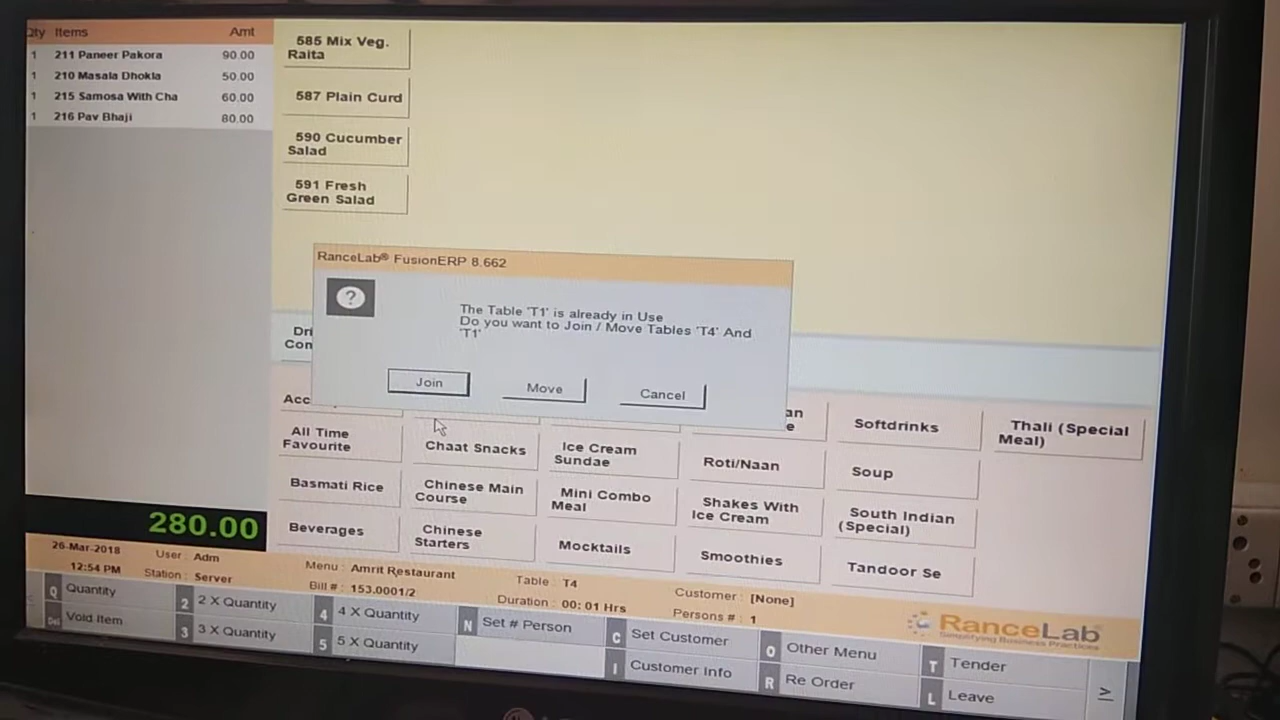 Qty Items Amt
1 211 Paneer Pakora 90.00
1 210 Masala Dhokla 50.00
1 215 Samosa With Cha 60.00
1 216 Pav Bhaji 80.00
585 Mix Veg.
Raita
587 Plain Curd
590 Cucumber
Salad
591 Fresh
Green Salad
RanceLab® FusionERP 8.662
?
The Table 'T1' is already in Use
Do you want to Join / Move Tables 'T4' And
'T1'
Join Move Cancel
Dri
Con
Acc
an
e
Softdrinks
Thali (Special
Meal)
All Time
Favourite
Chaat Snacks
Ice Cream
Sundae
Roti/Naan
Soup
Basmati Rice
Chinese Main
Course
Mini Combo
Meal
Shakes With
Ice Cream
South Indian
(Special)
Beverages
Chinese
Starters
Mocktails
Smoothies
Tandoor Se
280.00
26-Mar-2018 User : Adm Menu : Amrit Restaurant Table : T4 Customer : [None]
12:54 PM Station : Server Bill # : 153.0001/2 Duration : 00: 01 Hrs Persons # : 1
RanceLab®
Simplifying Business Practices
Q Quantity 2 2 X Quantity 4 4 X Quantity N Set # Person C Set Customer O Other Menu T Tender
Del Void Item 3 3 X Quantity 5 5 X Quantity I Customer Info R Re Order L Leave >